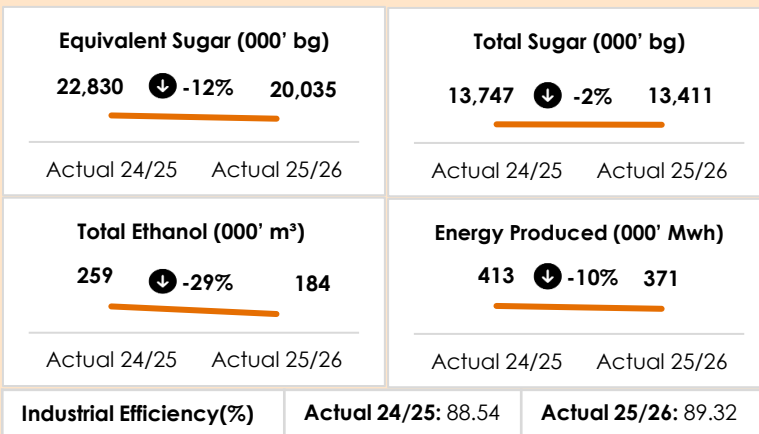 Equivalent Sugar (000' bg)
22,830 -12% 20,035
Actual 24/25 Actual 25/26
Total Sugar (000' bg)
13,747 -2% 13,411
Actual 24/25 Actual 25/26
Total Ethanol (000' m³)
259 -29% 184
Actual 24/25 Actual 25/26
Energy Produced (000' Mwh)
413 -10% 371
Actual 24/25 Actual 25/26
Industrial Efficiency(%) Actual 24/25: 88.54 Actual 25/26: 89.32